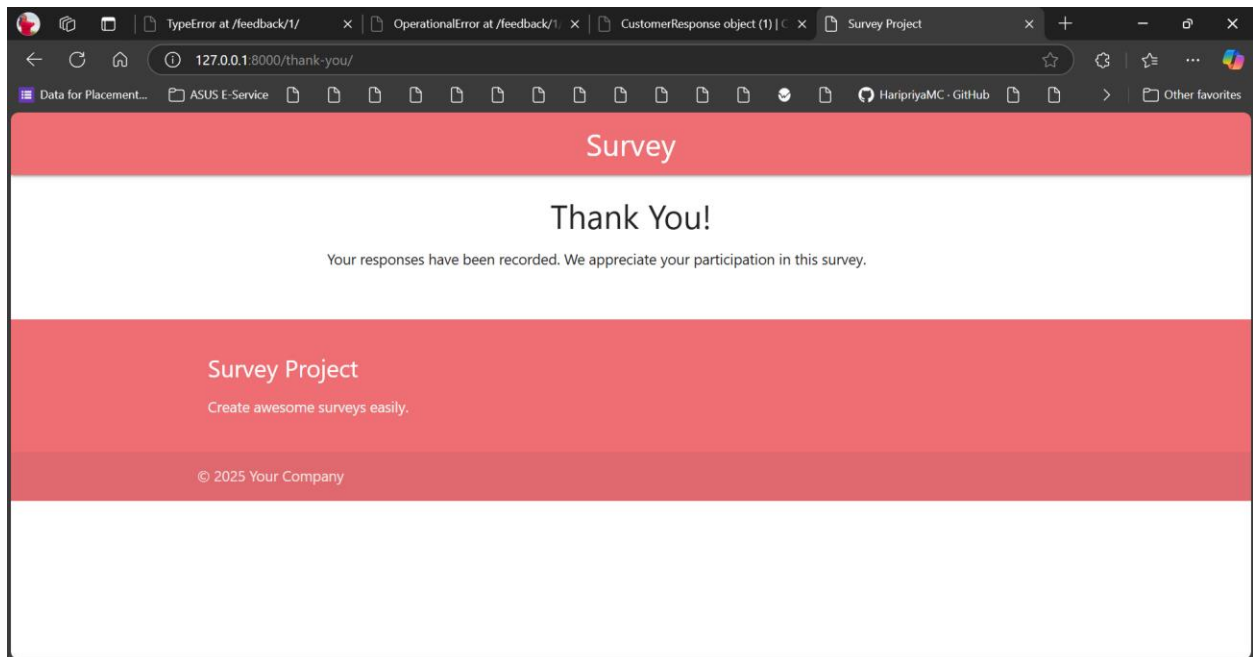 TypeError at /feedback/1/
OperationalError at /feedback/1/
CustomerResponse object (1) | C
Survey Project
127.0.0.1:8000/thank-you/
Data for Placement...
ASUS E-Service
HaripriyaMC · GitHub
Other favorites
Survey
Thank You!
Your responses have been recorded. We appreciate your participation in this survey.
Survey Project
Create awesome surveys easily.
© 2025 Your Company